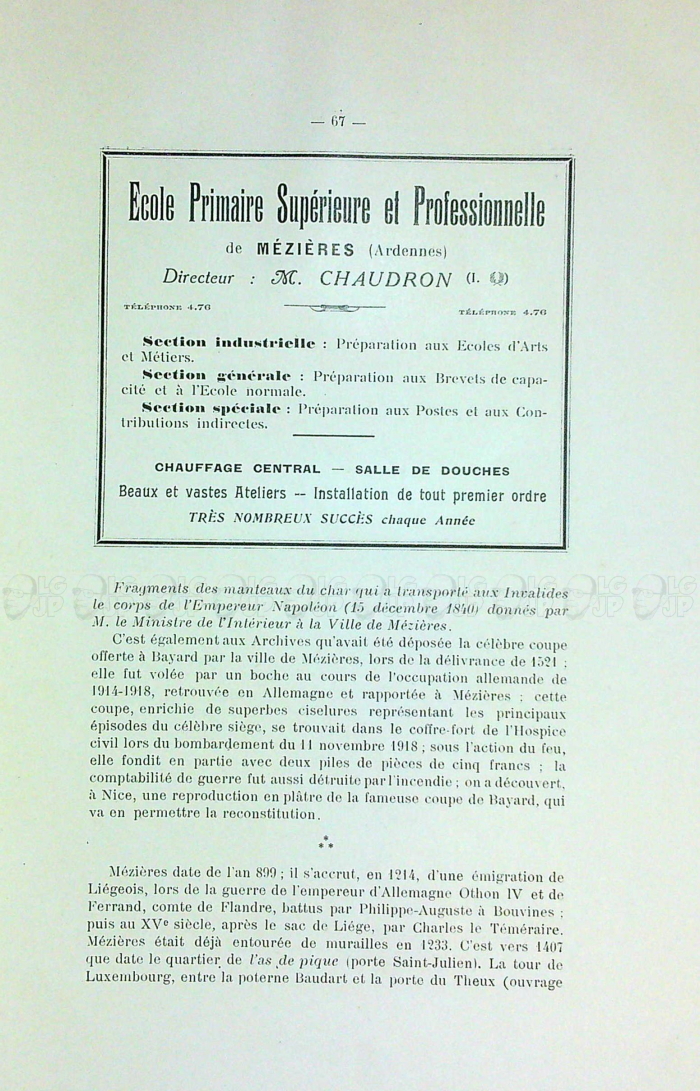 — 67 —
Ecole Primaire Supérieure et Professionnelle
de MÉZIÈRES (Ardennes)
Directeur : M. CHAUDRON (I. )
TÉLÉPHONE 4.76
TÉLÉPHONE 4.76
Section industrielle : Préparation aux Ecoles d'Arts
et Métiers.
Section générale : Préparation aux Brevets de capa-
cité et à l'Ecole normale.
Section spéciale : Préparation aux Postes et aux Con-
tributions indirectes.
CHAUFFAGE CENTRAL — SALLE DE DOUCHES
Beaux et vastes Ateliers -- Installation de tout premier ordre
TRÈS NOMBREUX SUCCÈS chaque Année
Fragments des manteaux du char qui a transporté aux Invalides
le corps de l'Empereur Napoléon (15 décembre 1840) donnés par
M. le Ministre de l'Intérieur à la Ville de Mézières.
C'est également aux Archives qu'avait été déposée la célèbre coupe
offerte à Bayard par la ville de Mézières, lors de la délivrance de 1521 ;
elle fut volée par un boche au cours de l'occupation allemande de
1914-1918, retrouvée en Allemagne et rapportée à Mézières ; cette
coupe, enrichie de superbes ciselures représentant les principaux
épisodes du célèbre siège, se trouvait dans le coffre-fort de l'Hospice
civil lors du bombardement du 11 novembre 1918 ; sous l'action du feu,
elle fondit en partie avec deux piles de pièces de cinq francs ; la
comptabilité de guerre fut aussi détruite par l'incendie ; on a découvert,
à Nice, une reproduction en plâtre de la fameuse coupe de Bayard, qui
va en permettre la reconstitution.
***
Mézières date de l'an 899 ; il s'accrut, en 1214, d'une émigration de
Liégeois, lors de la guerre de l'empereur d'Allemagne Othon IV et de
Ferrand, comte de Flandre, battus par Philippe-Auguste à Bouvines ;
puis au XVe siècle, après le sac de Liége, par Charles le Téméraire.
Mézières était déjà entourée de murailles en 1233. C'est vers 1407
que date le quartier de l'as de pique (porte Saint-Julien). La tour de
Luxembourg, entre la poterne Baudart et la porte du Theux (ouvrage